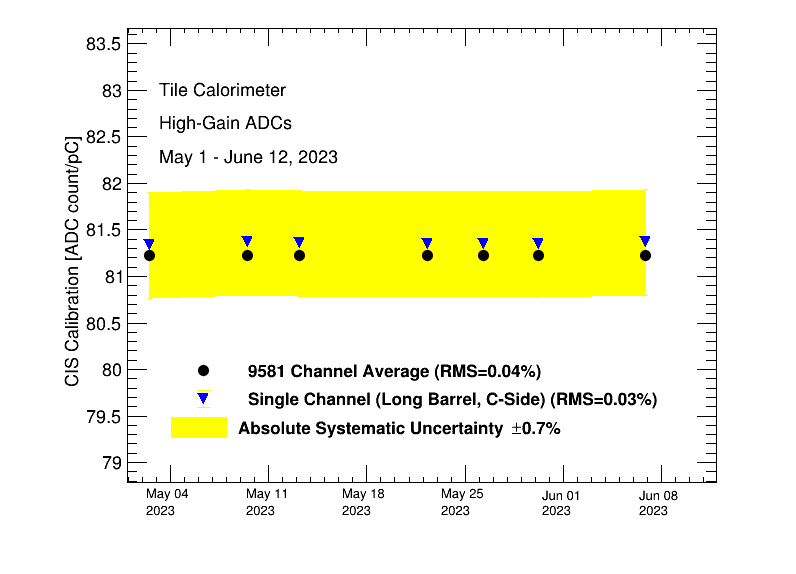 83.5
83
82.5
82
81.5
81
80.5
80
79.5
79
CIS Calibration [ADC count/pC]
Tile Calorimeter
High-Gain ADCs
May 1 - June 12, 2023
9581 Channel Average (RMS=0.04%)
Single Channel (Long Barrel, C-Side) (RMS=0.03%)
Absolute Systematic Uncertainty ±0.7%
May 04 May 11 May 18 May 25 Jun 01 Jun 08
2023 2023 2023 2023 2023 2023